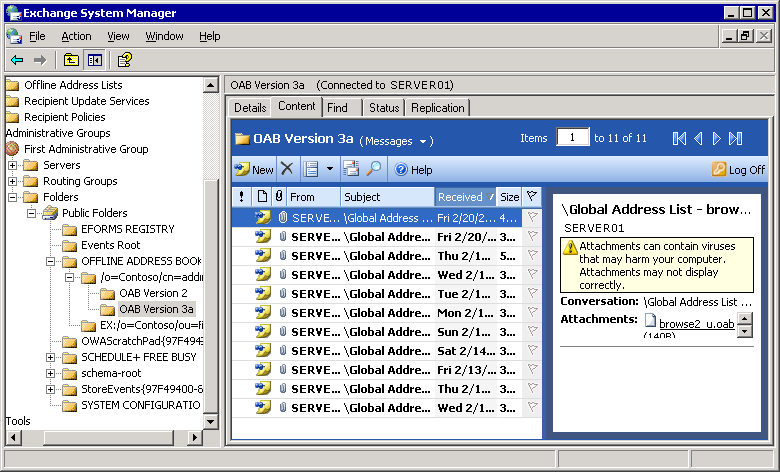 Exchange System Manager
File Action View Window Help
Offline Address Lists
Recipient Update Services
Recipient Policies
Administrative Groups
First Administrative Group
Servers
Routing Groups
Folders
Public Folders
EFORMS REGISTRY
Events Root
OFFLINE ADDRESS BOOK
/o=Contoso/cn=addr
OAB Version 2
OAB Version 3a
EX:/o=Contoso/ou=fi
OWAScratchPad{97F494
SCHEDULE+ FREE BUSY
schema-root
StoreEvents{97F49400-6
SYSTEM CONFIGURATIO
Tools
OAB Version 3a (Connected to SERVER01)
Details Content Find Status Replication
OAB Version 3a (Messages) Items 1 to 11 of 11
New Help Log Off
! From Subject Received Size
SERVE... \Global Address ... Fri 2/20/2... 4...
SERVE... \Global Addre... Fri 2/20/... 3...
SERVE... \Global Addre... Thu 2/1... 5...
SERVE... \Global Addre... Wed 2/1... 3...
SERVE... \Global Addre... Tue 2/1... 3...
SERVE... \Global Addre... Mon 2/1... 3...
SERVE... \Global Addre... Sun 2/1... 3...
SERVE... \Global Addre... Sat 2/14... 3...
SERVE... \Global Addre... Fri 2/13/... 3...
SERVE... \Global Addre... Thu 2/1... 3...
SERVE... \Global Addre... Wed 2/1... 3...
\Global Address List - brow...
SERVER01
Attachments can contain viruses
that may harm your computer.
Attachments may not display
correctly.
Conversation: \Global Address List ...
Attachments: browse2_u.oab
(140B)